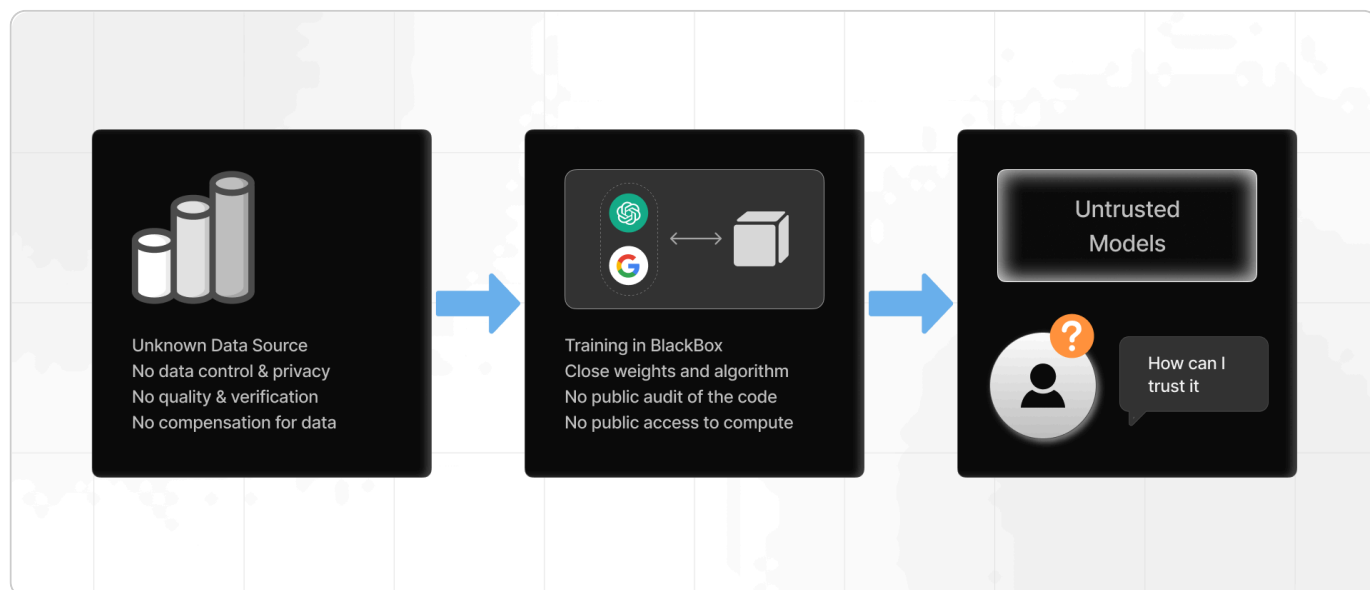 Unknown Data Source
No data control & privacy
No quality & verification
No compensation for data
Training in BlackBox
Close weights and algorithm
No public audit of the code
No public access to compute
Untrusted
Models
?
How can I
trust it